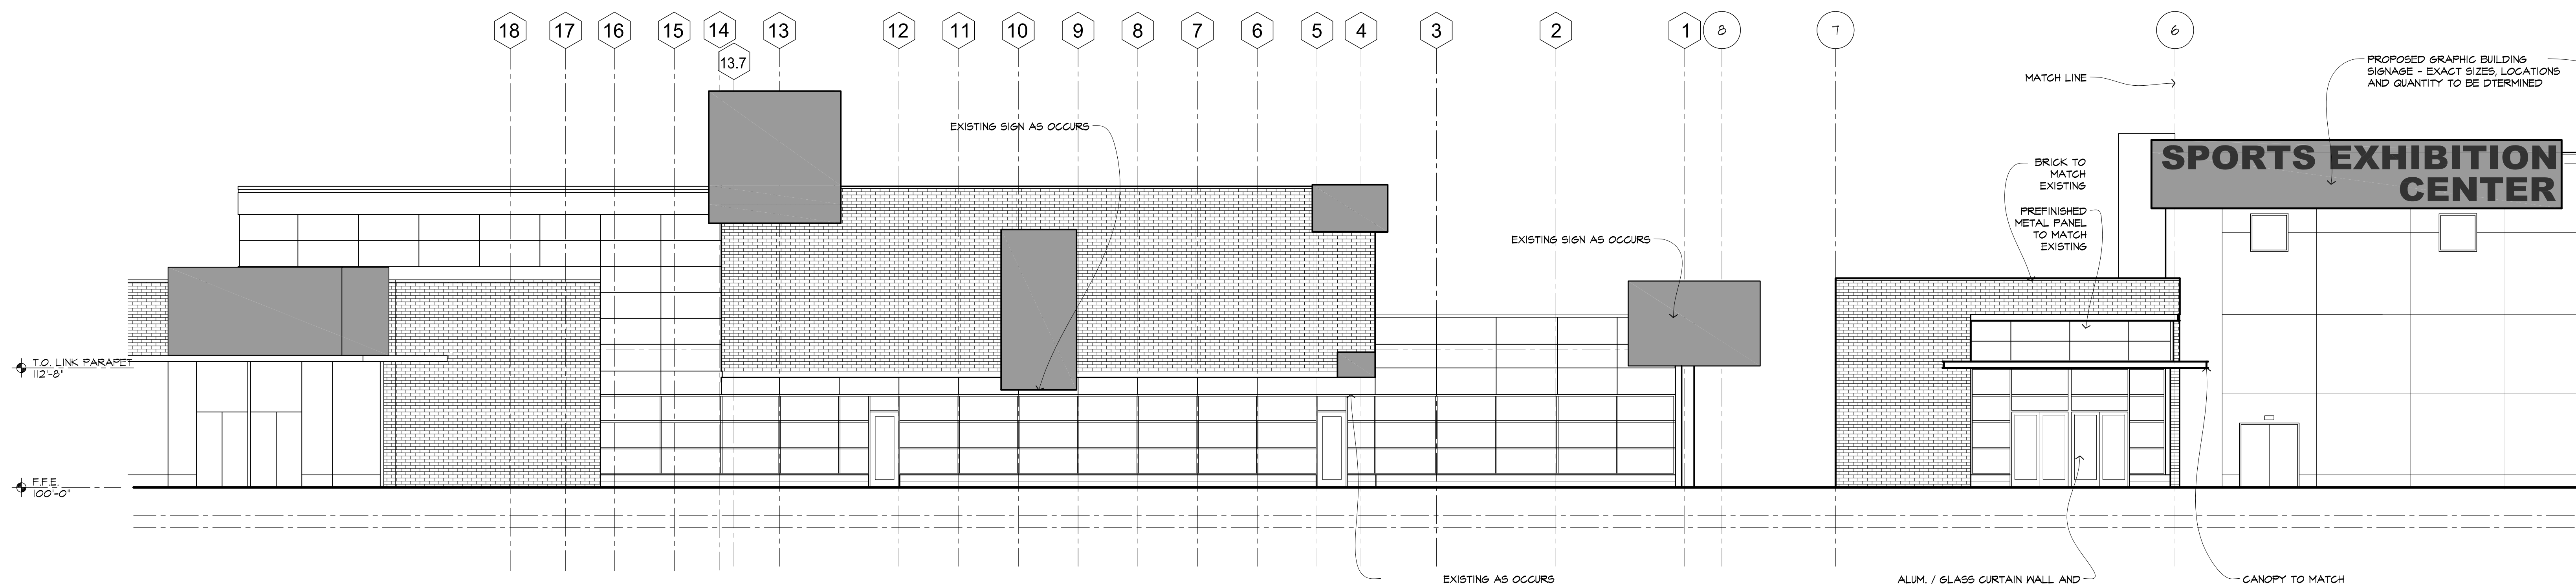 18
17
16
15
14
13.7
13
12
11
10
9
8
7
6
5
4
3
2
1
8
7
6
MATCH LINE
PROPOSED GRAPHIC BUILDING
SIGNAGE - EXACT SIZES, LOCATIONS
AND QUANTITY TO BE DTERMINED
EXISTING SIGN AS OCCURS
BRICK TO
MATCH
EXISTING
SPORTS EXHIBITION
CENTER
PREFINISHED
METAL PANEL
TO MATCH
EXISTING
EXISTING SIGN AS OCCURS
T.O. LINK PARAPET
112'-8"
F.F.E.
100'-0"
EXISTING AS OCCURS
ALUM. / GLASS CURTAIN WALL AND
CANOPY TO MATCH